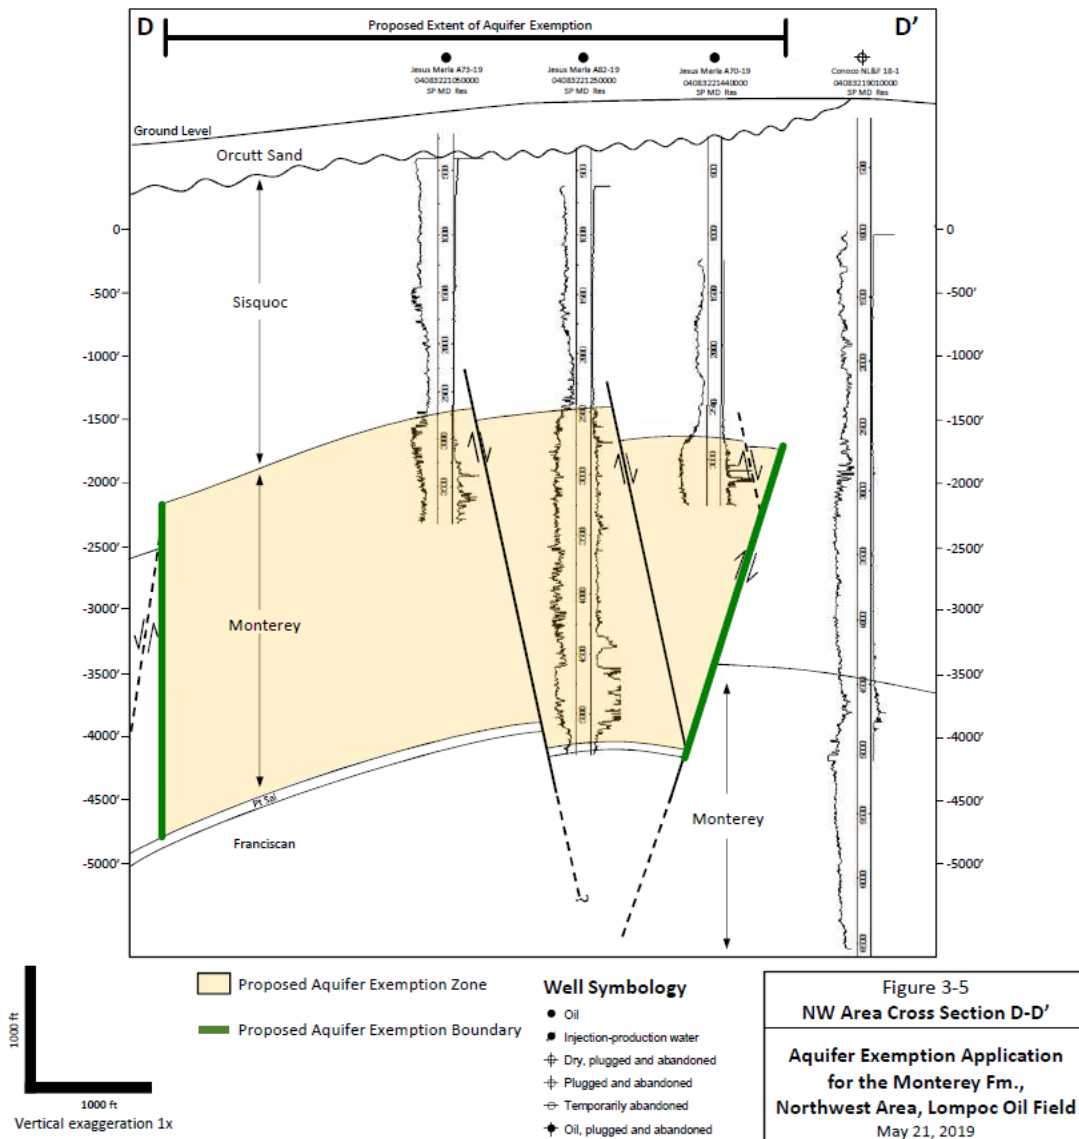 D
Proposed Extent of Aquifer Exemption
D’
Jesus Maria A73-19
04083221050000
SP MD Res
Jesus Maria A82-19
04083221250000
SP MD Res
Jesus Maria A70-19
04083221440000
SP MD Res
Conoco NL&F 18-1
04083219010000
SP MD Res
Ground Level
Orcutt Sand
Sisquoc
Monterey
Pt Sal
Franciscan
Monterey
0
-500’
-1000’
-1500’
-2000’
-2500’
-3000’
-3500’
-4000’
-4500’
-5000’
0
-500’
-1000’
-1500’
-2000’
-2500’
-3000’
-3500’
-4000’
-4500’
-5000’
?
1000 ft
1000 ft
Vertical exaggeration 1x
Proposed Aquifer Exemption Zone
Proposed Aquifer Exemption Boundary
Well Symbology
Oil
Injection-production water
Dry, plugged and abandoned
Plugged and abandoned
Temporarily abandoned
Oil, plugged and abandoned
Figure 3-5
NW Area Cross Section D-D’
Aquifer Exemption Application
for the Monterey Fm.,
Northwest Area, Lompoc Oil Field
May 21, 2019